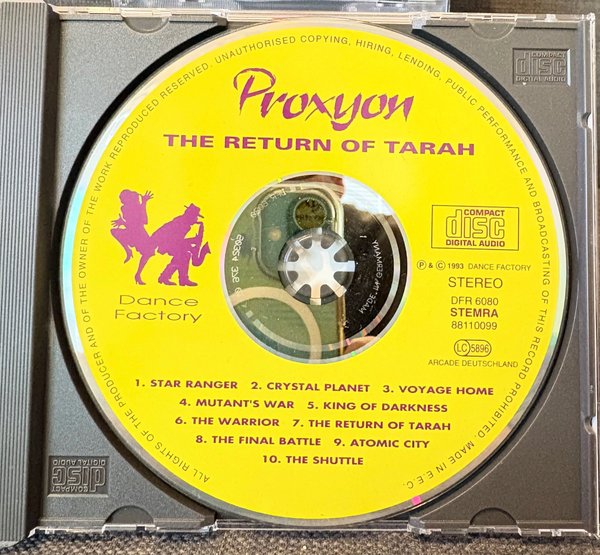 ALL RIGHTS OF THE PRODUCER AND OF THE OWNER OF THE WORK REPRODUCED RESERVED. UNAUTHORISED COPYING, HIRING, LENDING, PUBLIC PERFORMANCE AND BROADCASTING OF THIS RECORD PROHIBITED. MADE IN E.E.C.
COMPACT
disc
DIGITAL AUDIO
Proxyon
THE RETURN OF TARAH
COMPACT
disc
DIGITAL AUDIO
Dance
Factory
MADE IN GERMANY
P & C 1993 DANCE FACTORY
STEREO
DFR 6080
STEMRA
88110099
LC 5896
ARCADE DEUTSCHLAND
1. STAR RANGER 2. CRYSTAL PLANET 3. VOYAGE HOME
4. MUTANT'S WAR 5. KING OF DARKNESS
6. THE WARRIOR 7. THE RETURN OF TARAH
8. THE FINAL BATTLE 9. ATOMIC CITY
10. THE SHUTTLE
COMPACT
disc
DIGITAL AUDIO